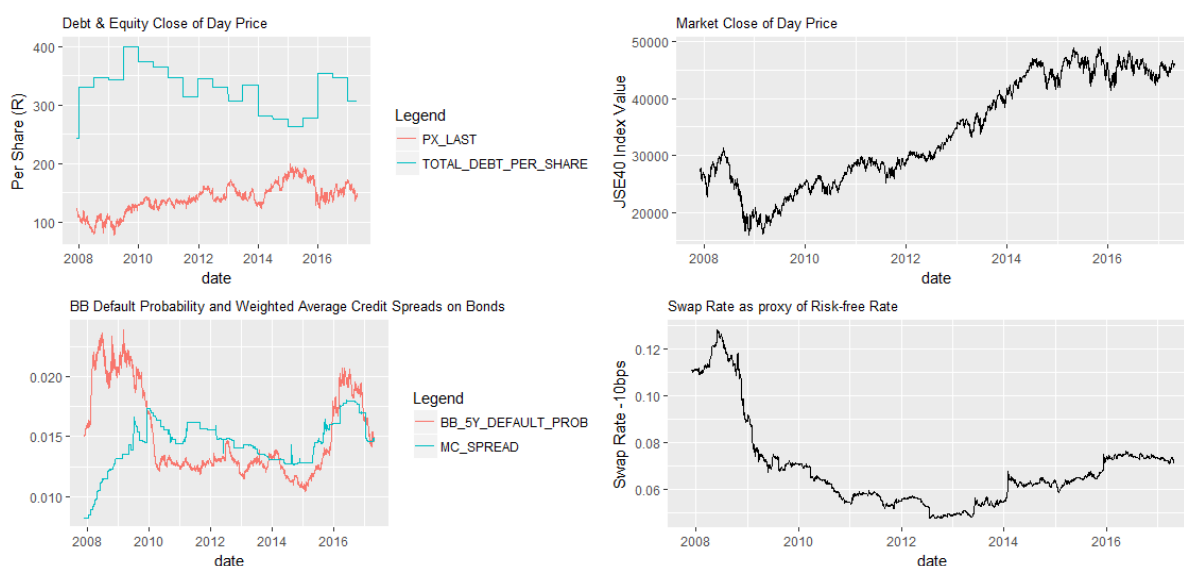 Debt & Equity Close of Day Price
Per Share (R)
400
300
200
100
2008 2010 2012 2014 2016
date
Legend
PX_LAST
TOTAL_DEBT_PER_SHARE
Market Close of Day Price
JSE40 Index Value
50000
40000
30000
20000
2008 2010 2012 2014 2016
date
BB Default Probability and Weighted Average Credit Spreads on Bonds
0.020
0.015
0.010
2008 2010 2012 2014 2016
date
Legend
BB_5Y_DEFAULT_PROB
MC_SPREAD
Swap Rate as proxy of Risk-free Rate
Swap Rate -10bps
0.12
0.10
0.08
0.06
2008 2010 2012 2014 2016
date